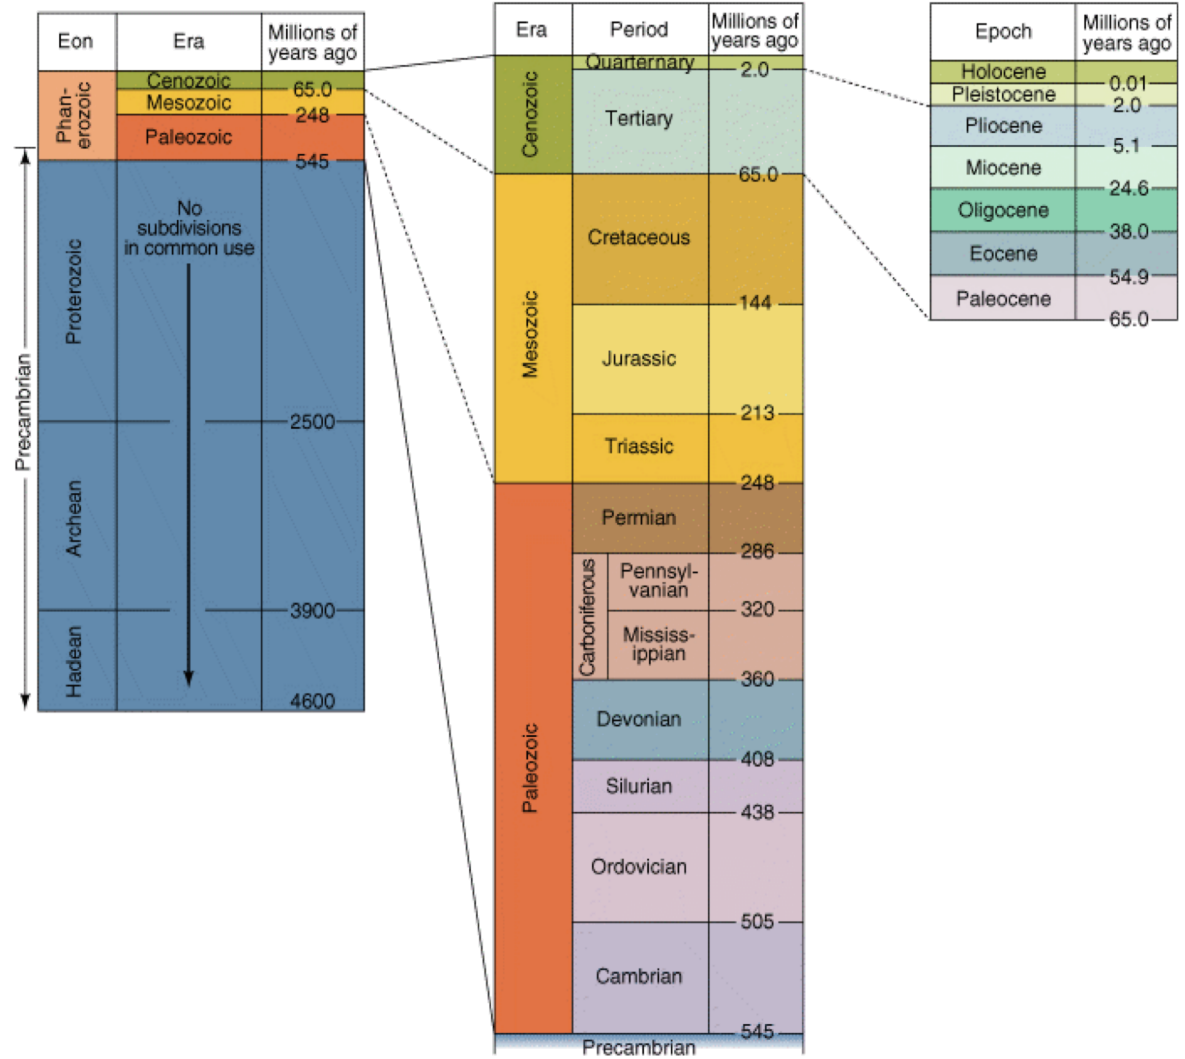 Eon
Era
Millions of
years ago
Phan-
erozoic
Cenozoic
65.0
Mesozoic
248
Paleozoic
545
Precambrian
Proterozoic
No
subdivisions
in common use
2500
Archean
3900
Hadean
4600
Era
Period
Millions of
years ago
Cenozoic
Quarternary
2.0
Tertiary
65.0
Mesozoic
Cretaceous
144
Jurassic
213
Triassic
248
Paleozoic
Permian
286
Carboniferous
Pennsyl-
vanian
320
Mississ-
ippian
360
Devonian
408
Silurian
438
Ordovician
505
Cambrian
545
Precambrian
Epoch
Millions of
years ago
Holocene
0.01
Pleistocene
2.0
Pliocene
5.1
Miocene
24.6
Oligocene
38.0
Eocene
54.9
Paleocene
65.0